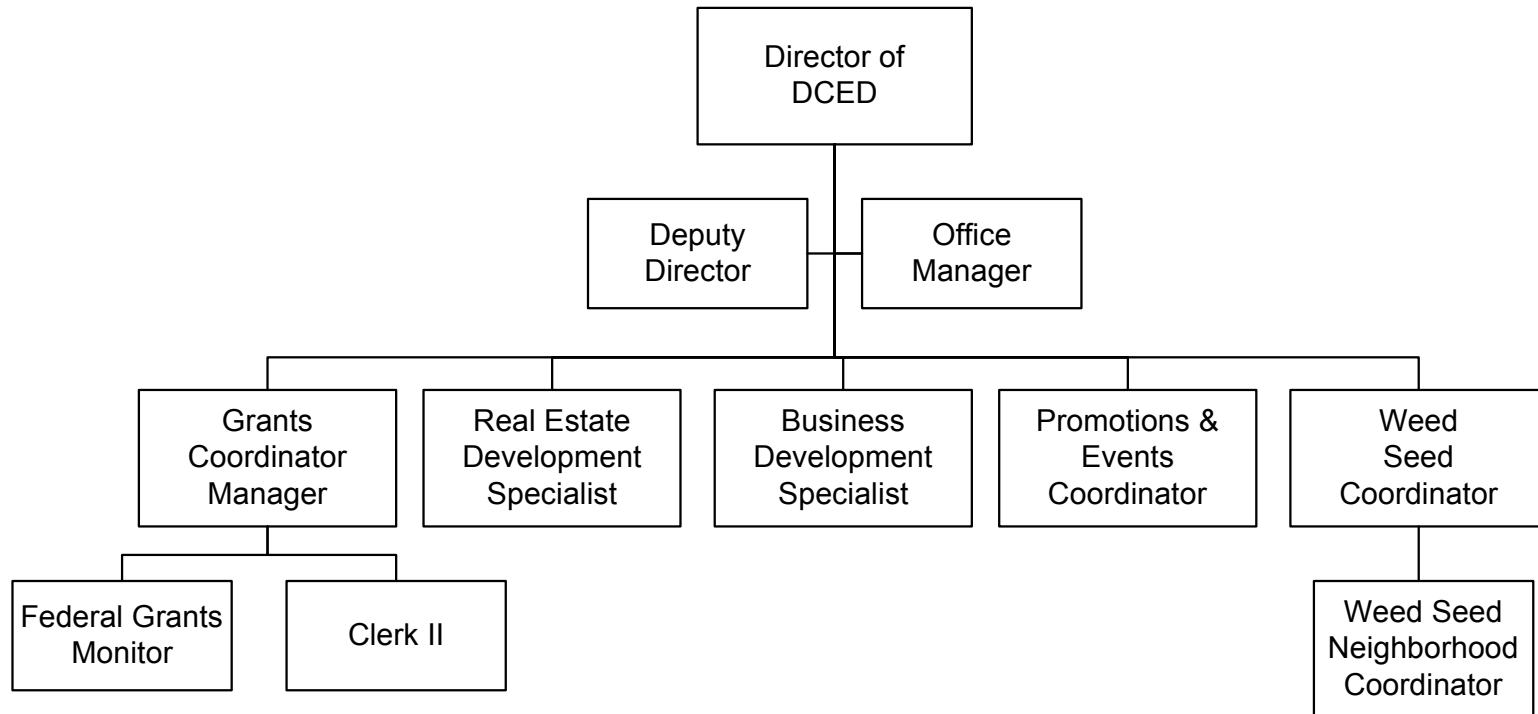 Director of
DCED
Deputy
Director
Office
Manager
Grants
Coordinator
Manager
Real Estate
Development
Specialist
Business
Development
Specialist
Promotions &
Events
Coordinator
Weed
Seed
Coordinator
Federal Grants
Monitor
Clerk II
Weed Seed
Neighborhood
Coordinator